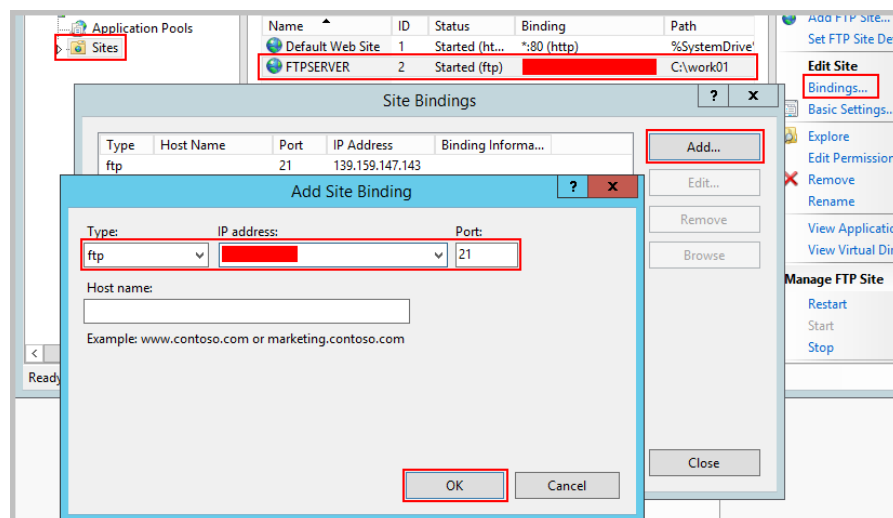 Application Pools
Sites
Name ID Status Binding Path
Default Web Site 1 Started (ht... *:80 (http) %SystemDrive'
FTPSERVER 2 Started (ftp) C:\work01
Add FTP Site...
Set FTP Site De
Edit Site
Bindings...
Basic Settings...
Explore
Edit Permission
Remove
Rename
View Applicatio
View Virtual Dir
Manage FTP Site
Restart
Start
Stop
Site Bindings
? x
Type Host Name Port IP Address Binding Informa...
ftp 21 139.159.147.143
Add...
Edit...
Remove
Browse
Close
Add Site Binding
? x
Type: IP address: Port:
ftp 21
Host name:
Example: www.contoso.com or marketing.contoso.com
OK Cancel
Ready